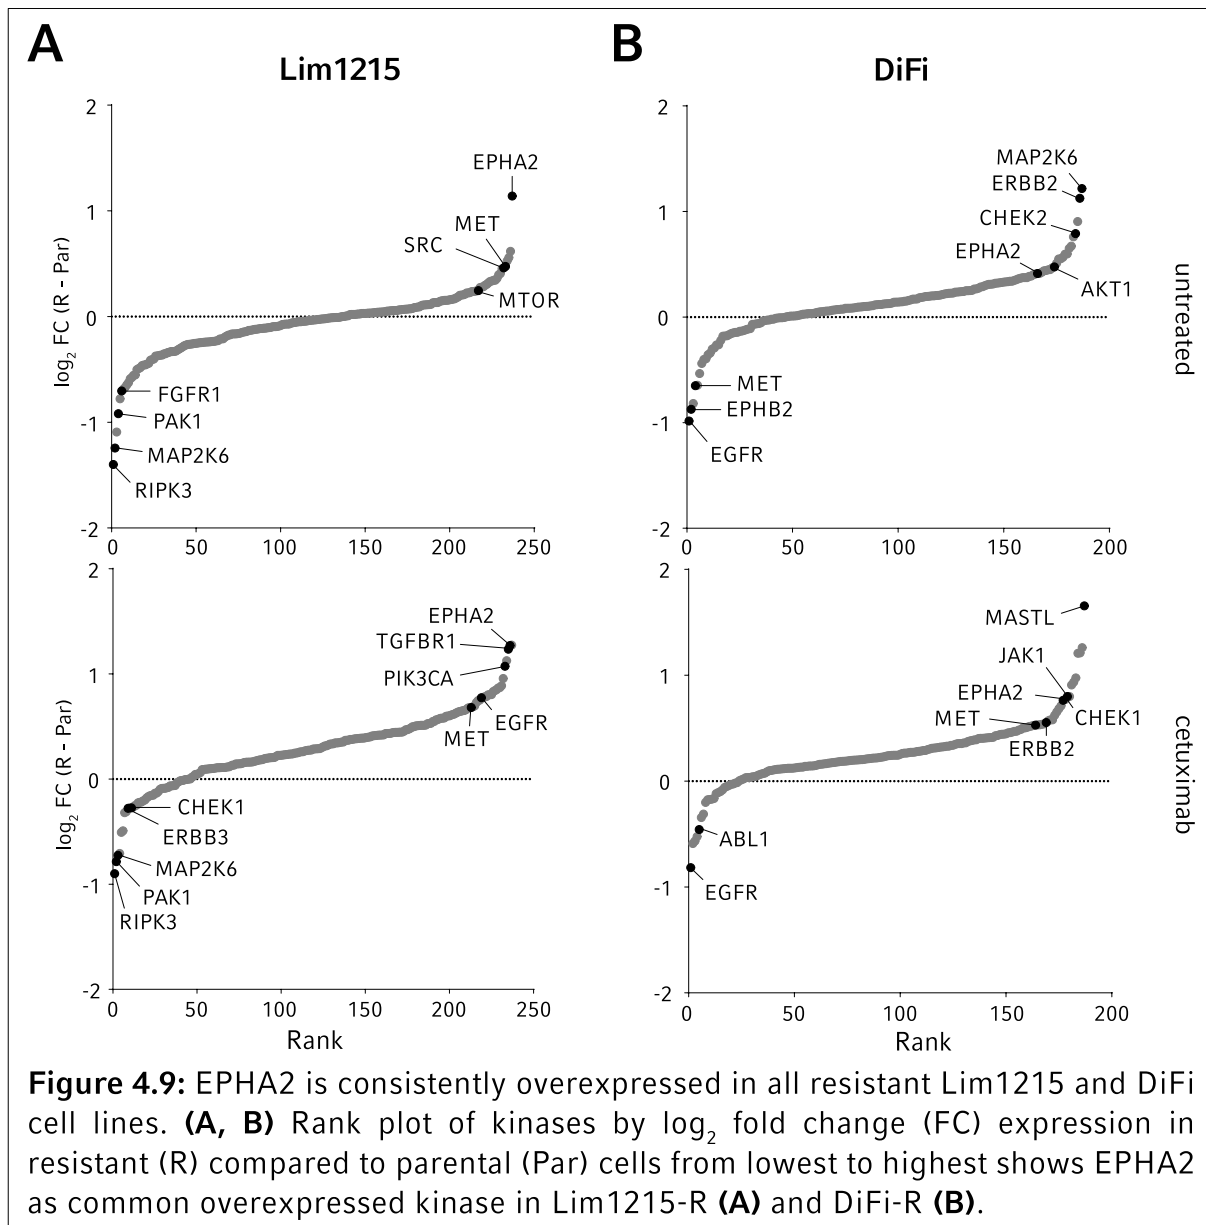 A
B
Lim1215
DiFi
2
1
0
-1
-2
log2 FC (R - Par)
EPHA2
MET
SRC
MTOR
FGFR1
PAK1
MAP2K6
RIPK3
0
50
100
150
200
250
2
1
0
-1
-2
MAP2K6
ERBB2
CHEK2
EPHA2
AKT1
MET
EPHB2
EGFR
0
50
100
150
200
untreated
2
1
0
-1
-2
log2 FC (R - Par)
EPHA2
TGFBR1
PIK3CA
EGFR
MET
CHEK1
ERBB3
MAP2K6
PAK1
RIPK3
0
50
100
150
200
250
Rank
2
1
0
-1
-2
MASTL
JAK1
EPHA2
CHEK1
MET
ERBB2
ABL1
EGFR
0
50
100
150
200
Rank
cetuximab
Figure 4.9: EPHA2 is consistently overexpressed in all resistant Lim1215 and DiFi
cell lines. (A, B) Rank plot of kinases by log2 fold change (FC) expression in
resistant (R) compared to parental (Par) cells from lowest to highest shows EPHA2
as common overexpressed kinase in Lim1215-R (A) and DiFi-R (B).